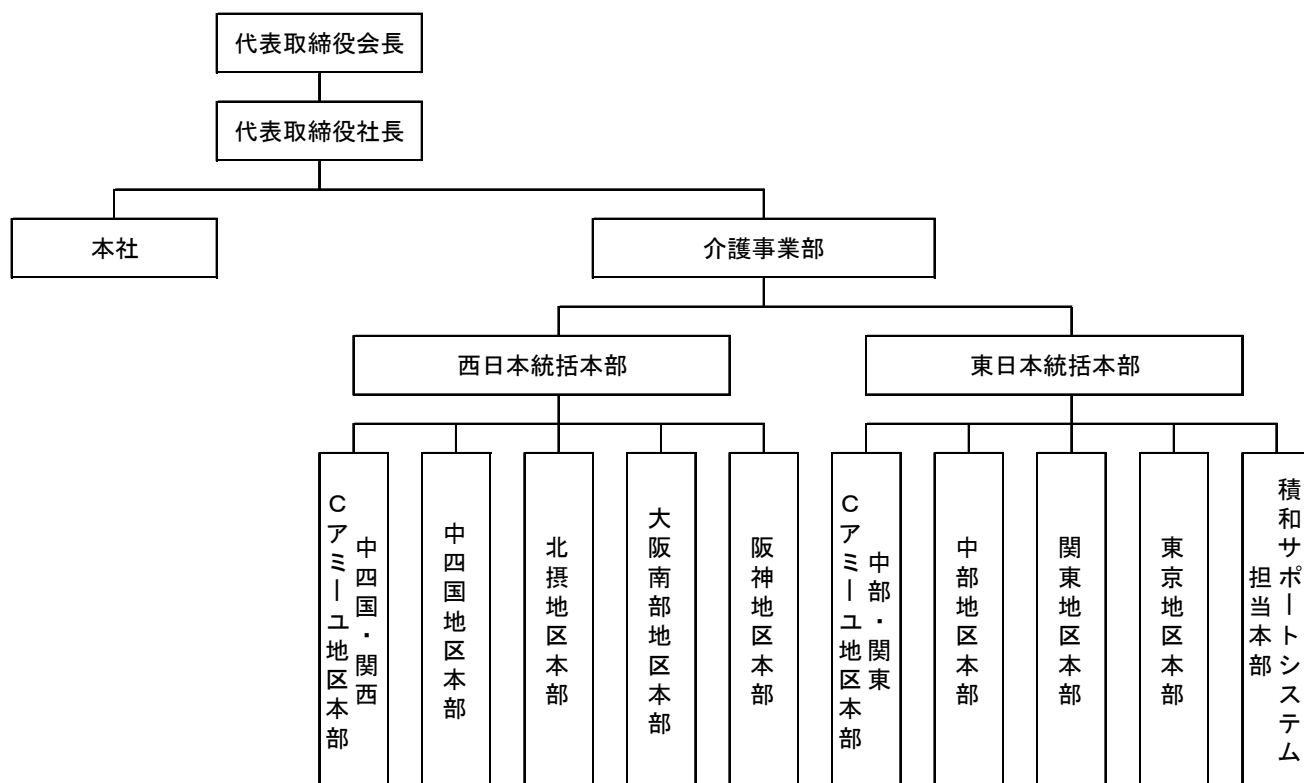 代表取締役会長
代表取締役社長
本社
介護事業部
西日本統括本部
東日本統括本部
中四国・関西
Cアミーユ地区本部
中四国地区本部
北摂地区本部
大阪南部地区本部
阪神地区本部
中部・関東
Cアミーユ地区本部
中部地区本部
関東地区本部
東京地区本部
積和サポートシステム
担当本部